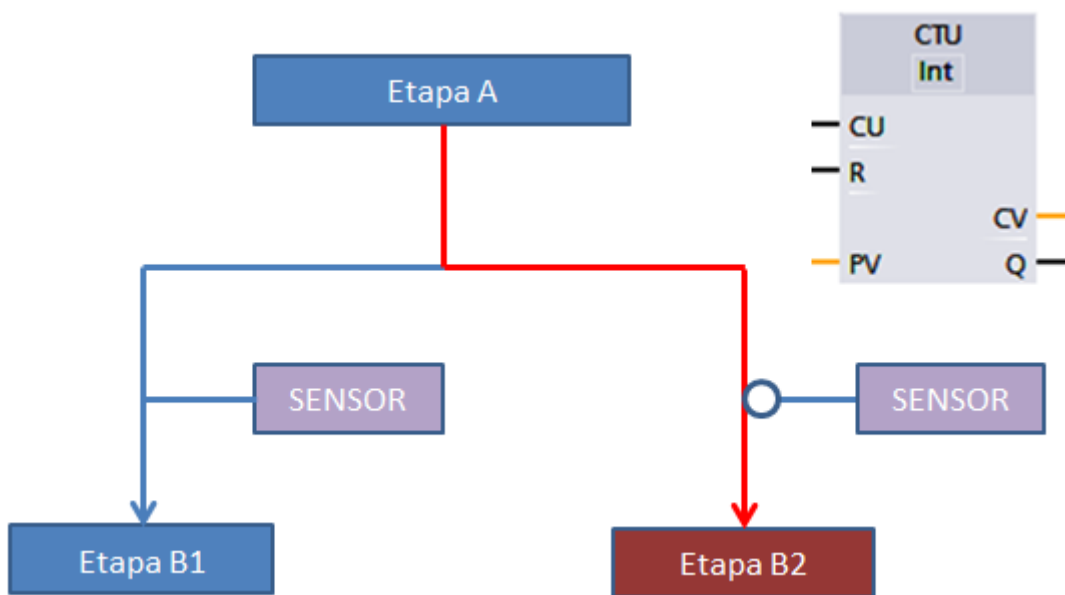 Etapa A
CTU
Int
CU
R
CV
PV
Q
SENSOR
SENSOR
Etapa B1
Etapa B2